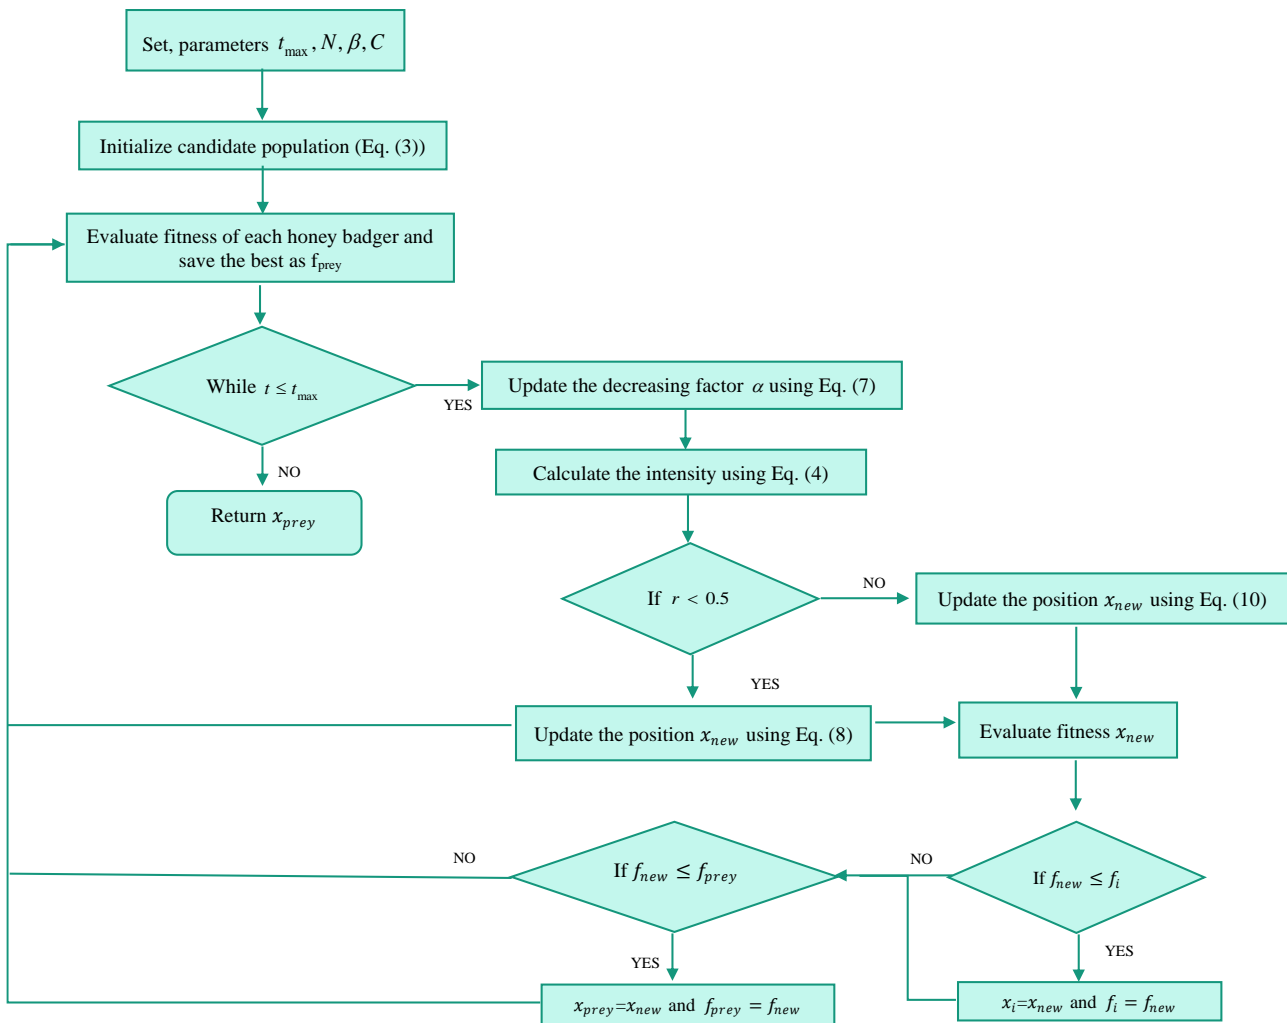 Set, parameters t_max, N, β, C
Initialize candidate population (Eq. (3))
Evaluate fitness of each honey badger and
save the best as f_prey
While t ≤ t_max
YES
Update the decreasing factor α using Eq. (7)
NO
Calculate the intensity using Eq. (4)
Return x_prey
If r < 0.5
NO
Update the position x_new using Eq. (10)
YES
Update the position x_new using Eq. (8)
Evaluate fitness x_new
NO
If f_new ≤ f_prey
NO
If f_new ≤ f_i
YES
YES
x_prey=x_new and f_prey = f_new
x_i=x_new and f_i = f_new